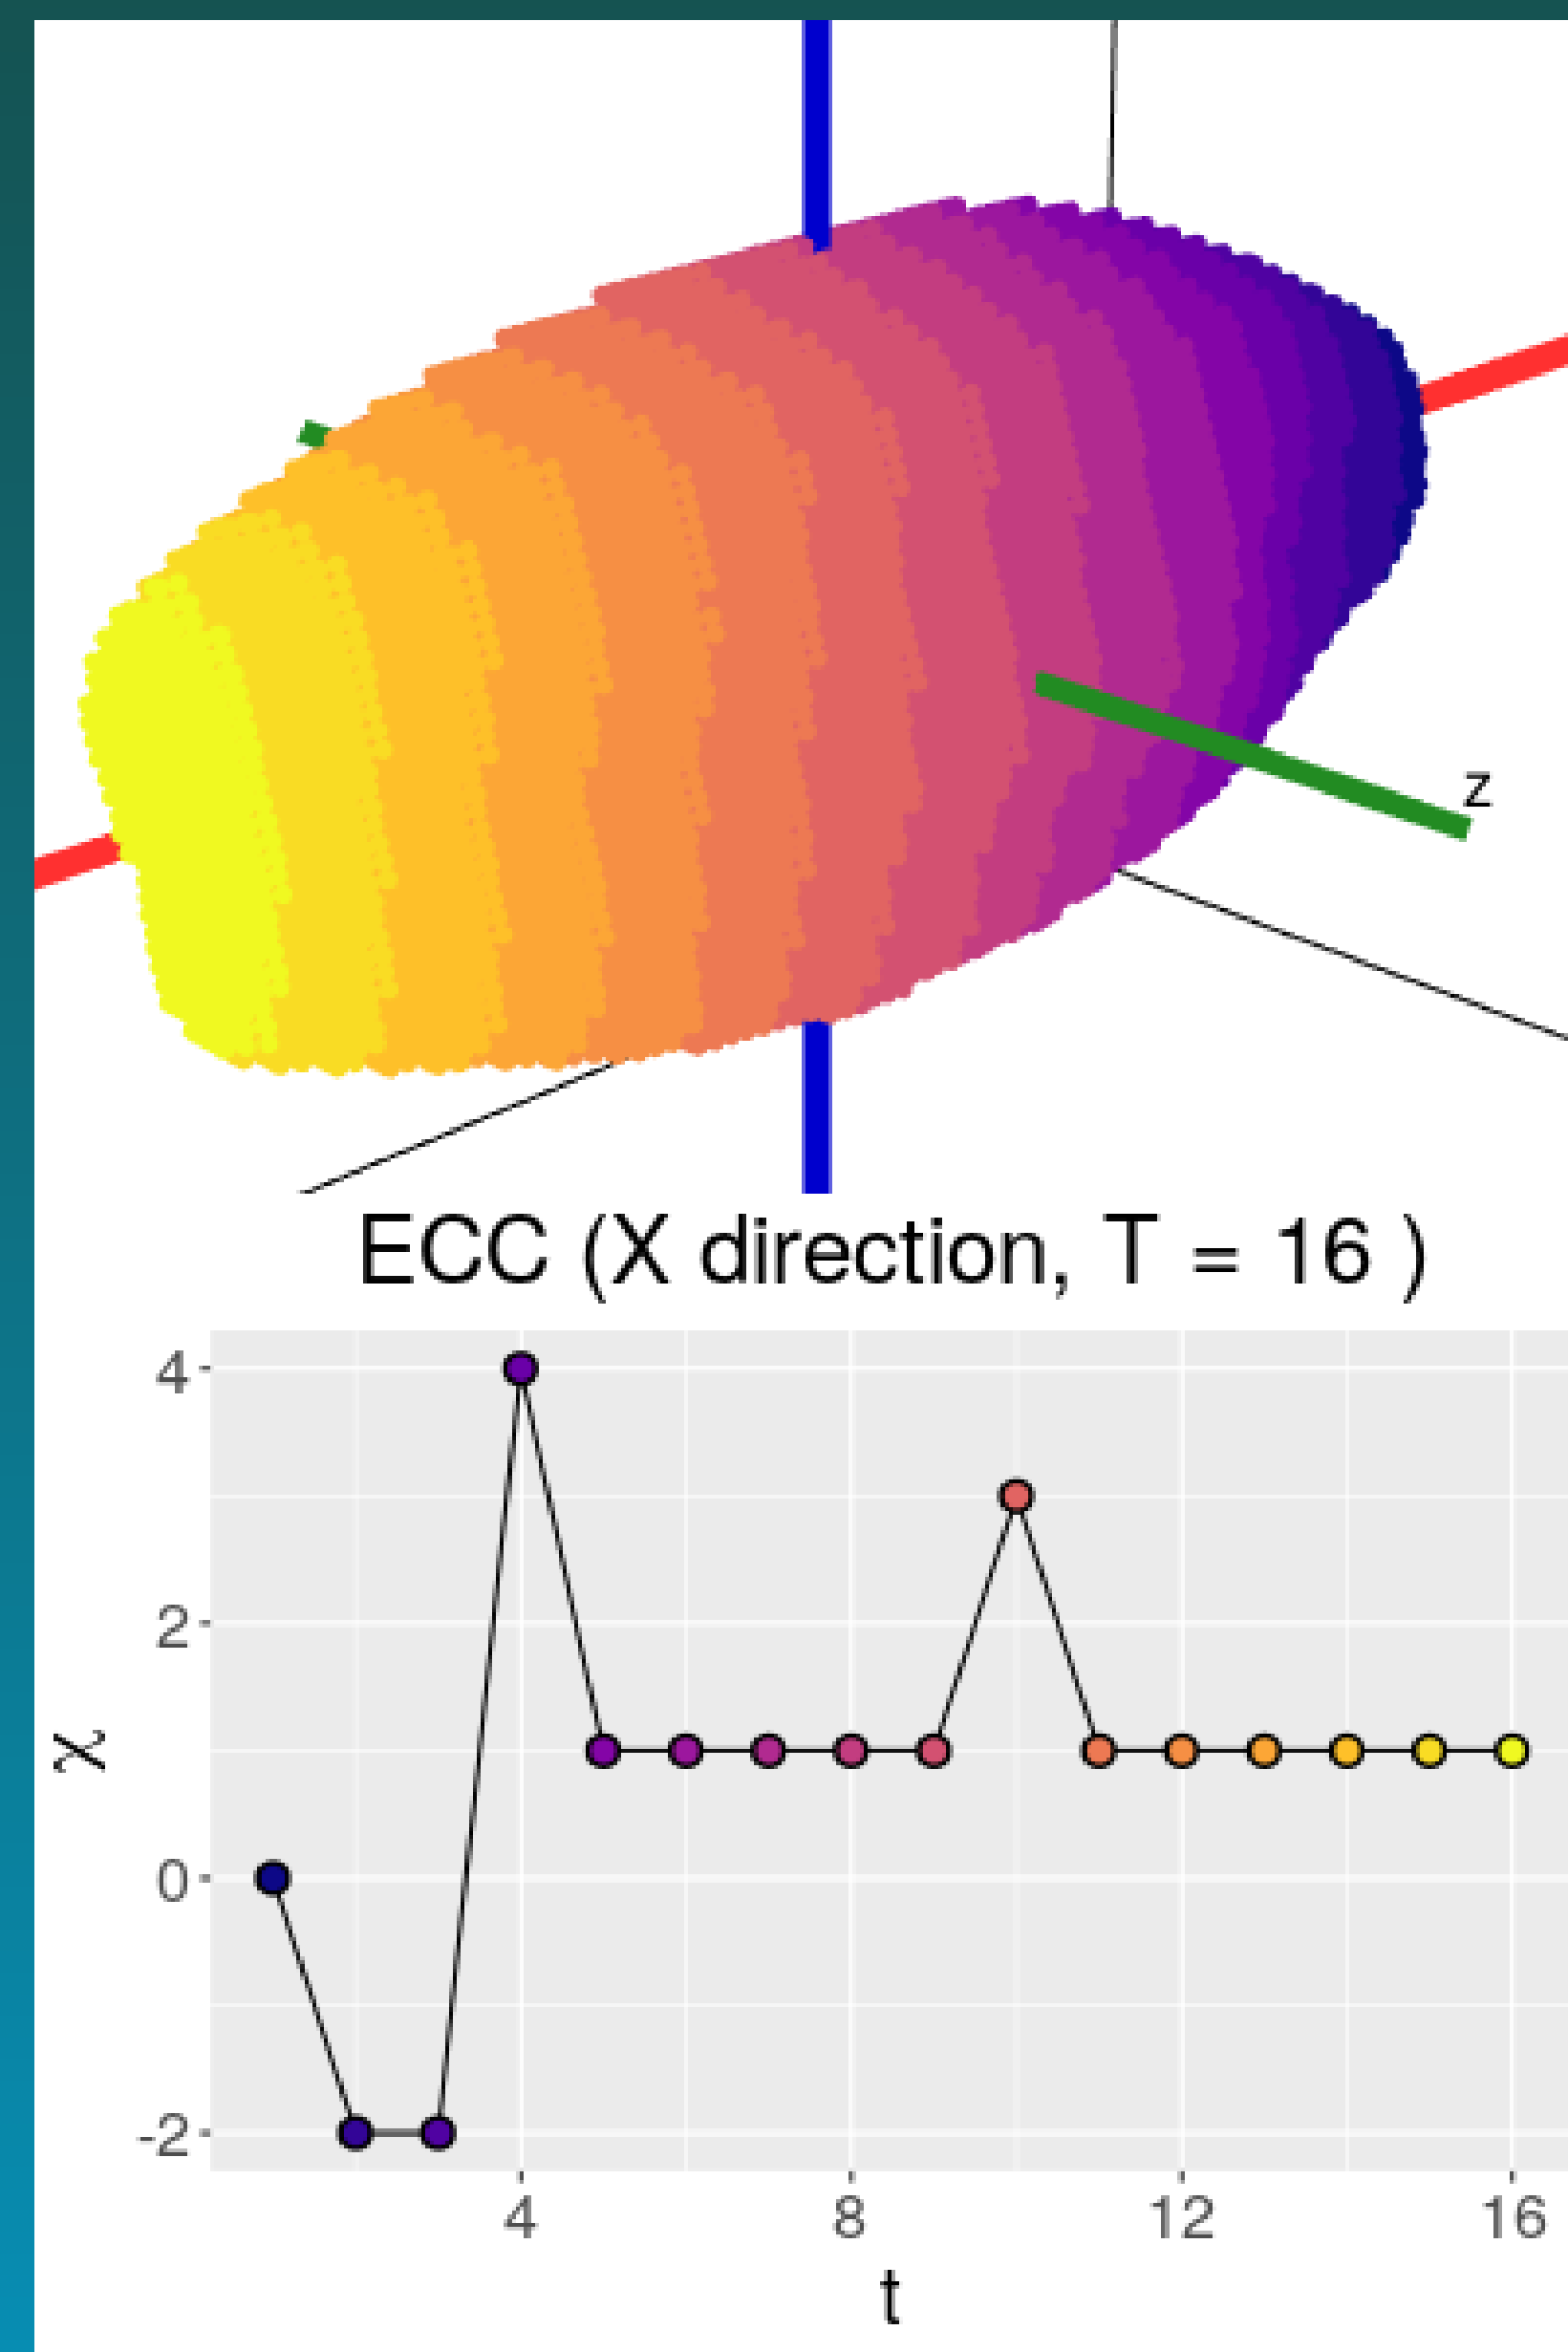 z
ECC (X direction, T = 16 )
4
2
0
-2
χ
4 8 12 16
t